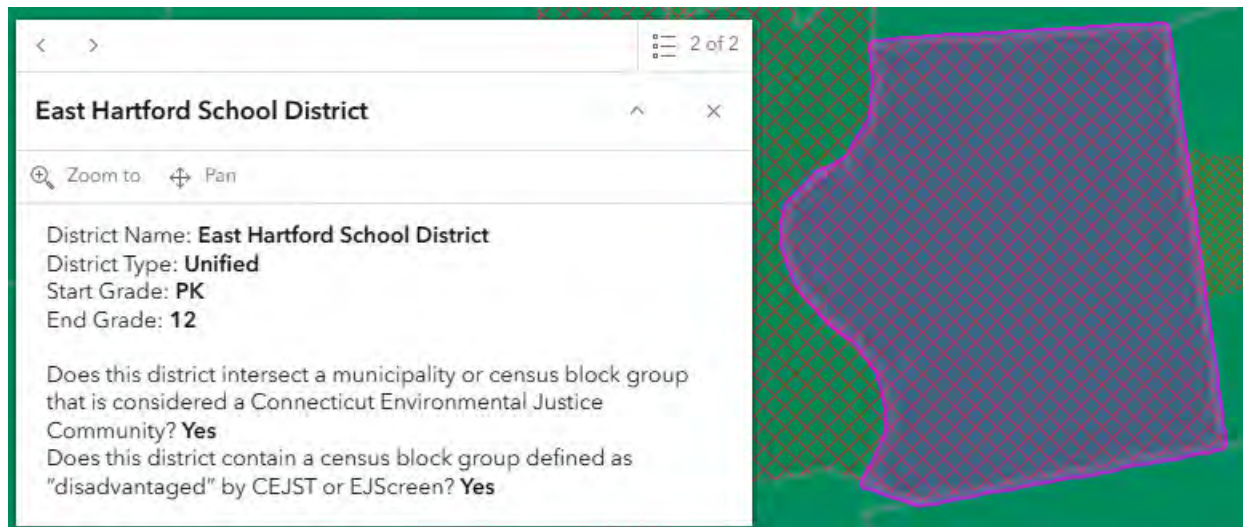 2 of 2
East Hartford School District
Zoom to Pan
District Name: East Hartford School District
District Type: Unified
Start Grade: PK
End Grade: 12
Does this district intersect a municipality or census block group
that is considered a Connecticut Environmental Justice
Community? Yes
Does this district contain a census block group defined as
"disadvantaged" by CEJST or EJScreen? Yes